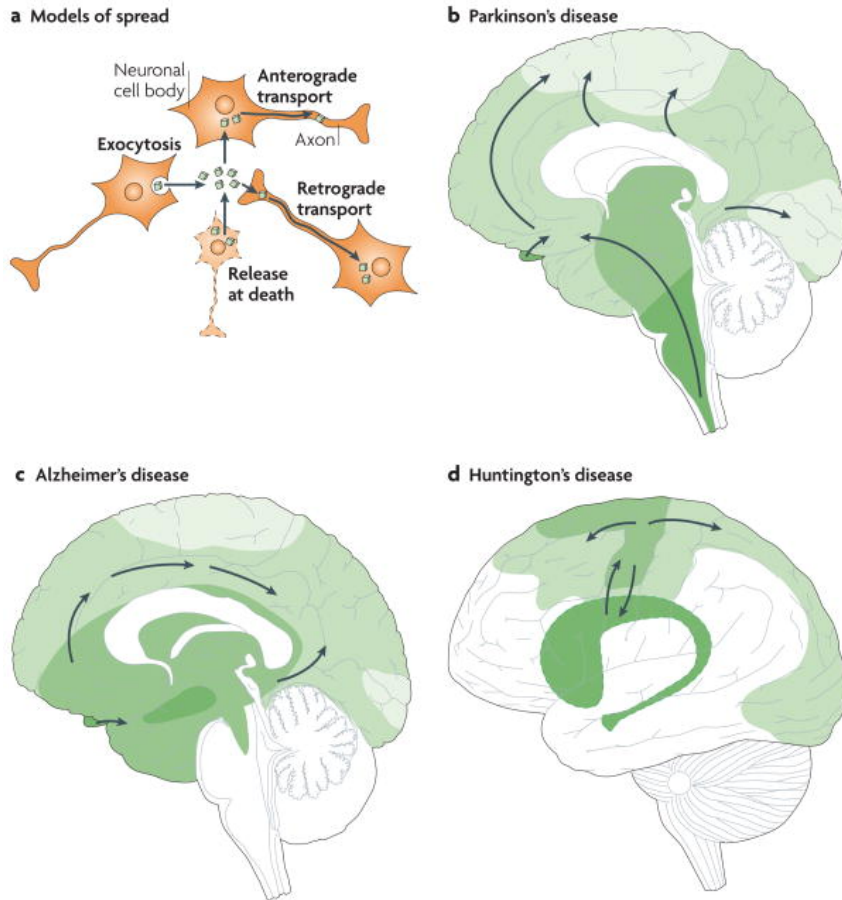 a Models of spread
Neuronal
cell body
Anterograde
transport
Axon
Exocytosis
Retrograde
transport
Release
at death
b Parkinson's disease
c Alzheimer's disease
d Huntington's disease